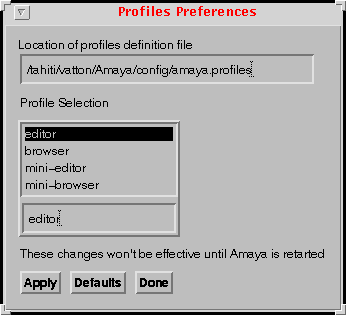 Profiles Preferences
Location of profiles definition file
/tahiti/vatton/Amaya/config/amaya.profiles
Profile Selection
editor
browser
mini-editor
mini-browser
editor
These changes won't be effective until Amaya is retarted
Apply Defaults Done